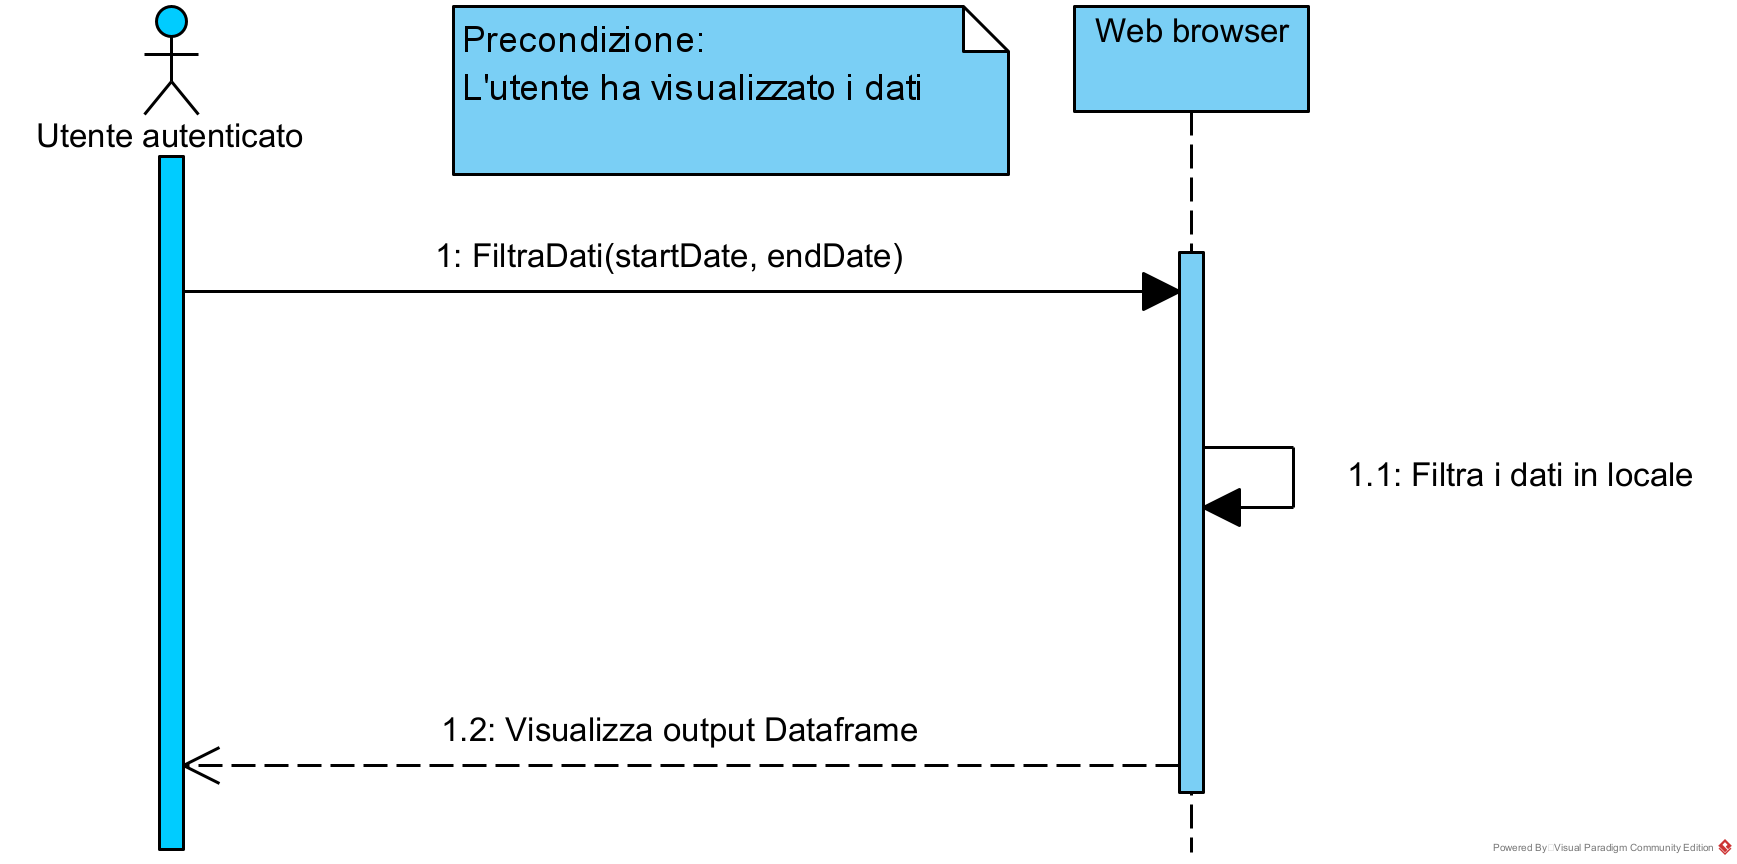 Precondizione:
L'utente ha visualizzato i dati
Web browser
Utente autenticato
1: FiltraDati(startDate, endDate)
1.1: Filtra i dati in locale
1.2: Visualizza output Dataframe
Powered By Visual Paradigm Community Edition